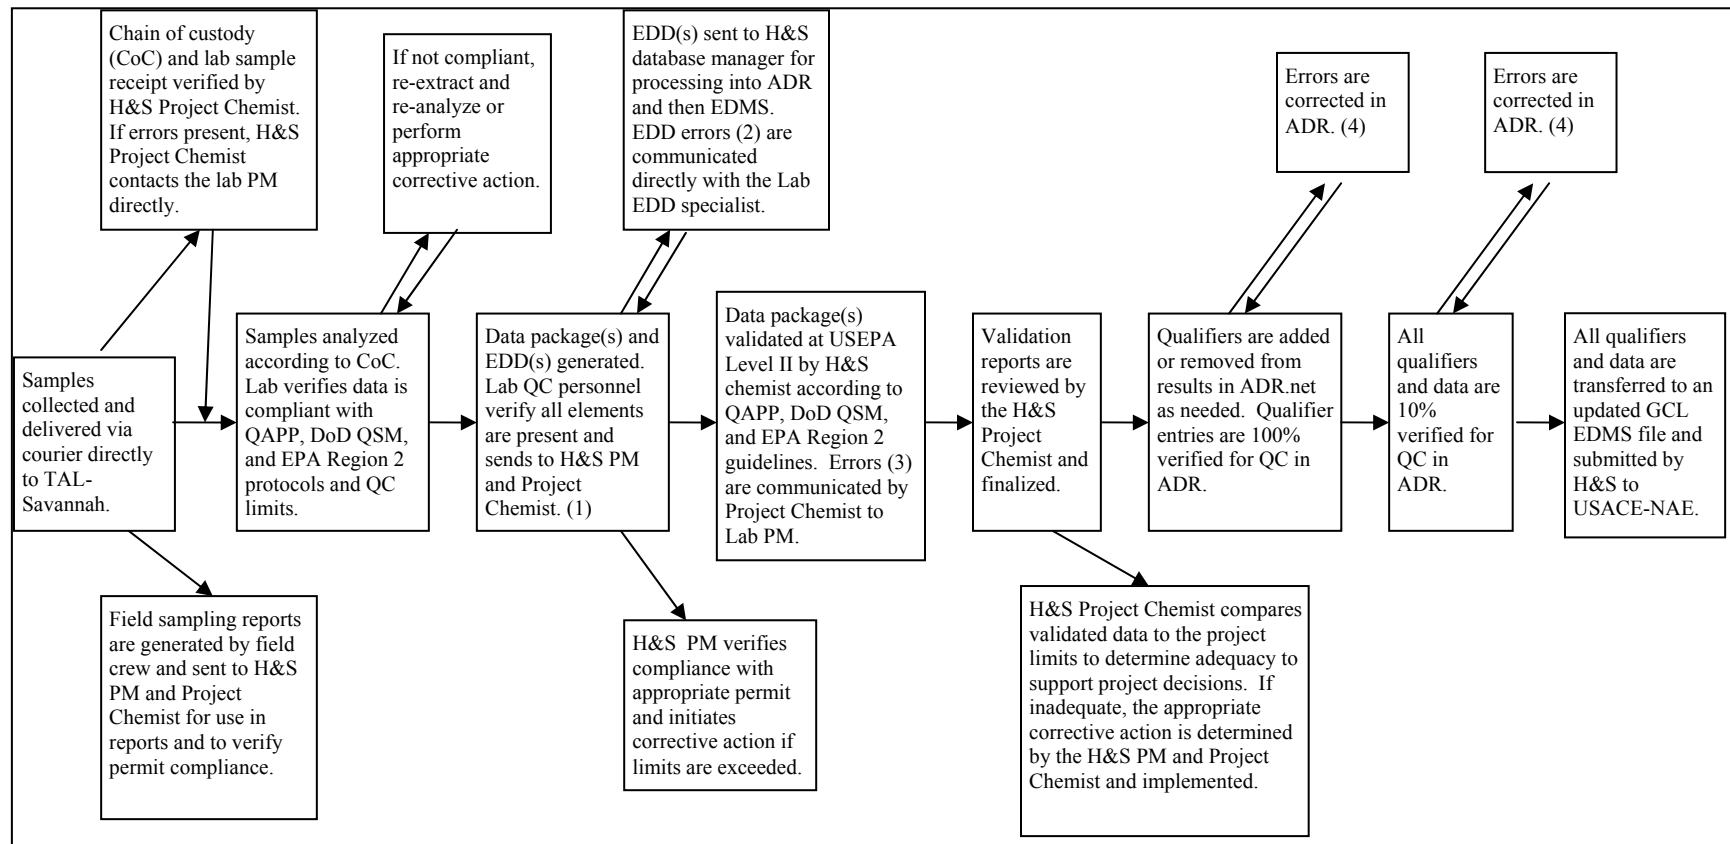 Chain of custody
(CoC) and lab sample
receipt verified by
H&S Project Chemist.
If errors present, H&S
Project Chemist
contacts the lab PM
directly.
If not compliant,
re-extract and
re-analyze or
perform
appropriate
corrective action.
EDD(s) sent to H&S
database manager for
processing into ADR
and then EDMS.
EDD errors (2) are
communicated
directly with the Lab
EDD specialist.
Errors are
corrected in
ADR. (4)
Errors are
corrected in
ADR. (4)
Samples
collected and
delivered via
courier directly
to TAL-
Savannah.
Samples analyzed
according to CoC.
Lab verifies data is
compliant with
QAPP, DoD QSM,
and EPA Region 2
protocols and QC
limits.
Data package(s) and
EDD(s) generated.
Lab QC personnel
verify all elements
are present and
sends to H&S PM
and Project
Chemist. (1)
Data package(s)
validated at USEPA
Level II by H&S
chemist according to
QAPP, DoD QSM,
and EPA Region 2
guidelines.  Errors (3)
are communicated by
Project Chemist to
Lab PM.
Validation
reports are
reviewed by
the H&S
Project
Chemist and
finalized.
Qualifiers are added
or removed from
results in ADR.net
as needed.  Qualifier
entries are 100%
verified for QC in
ADR.
All
qualifiers
and data are
10%
verified for
QC in
ADR.
All qualifiers
and data are
transferred to an
updated GCL
EDMS file and
submitted by
H&S to
USACE-NAE.
Field sampling reports
are generated by field
crew and sent to H&S
PM and Project
Chemist for use in
reports and to verify
permit compliance.
H&S  PM verifies
compliance with
appropriate permit
and initiates
corrective action if
limits are exceeded.
H&S Project Chemist compares
validated data to the project
limits to determine adequacy to
support project decisions.  If
inadequate, the appropriate
corrective action is determined
by the H&S PM and Project
Chemist and implemented.